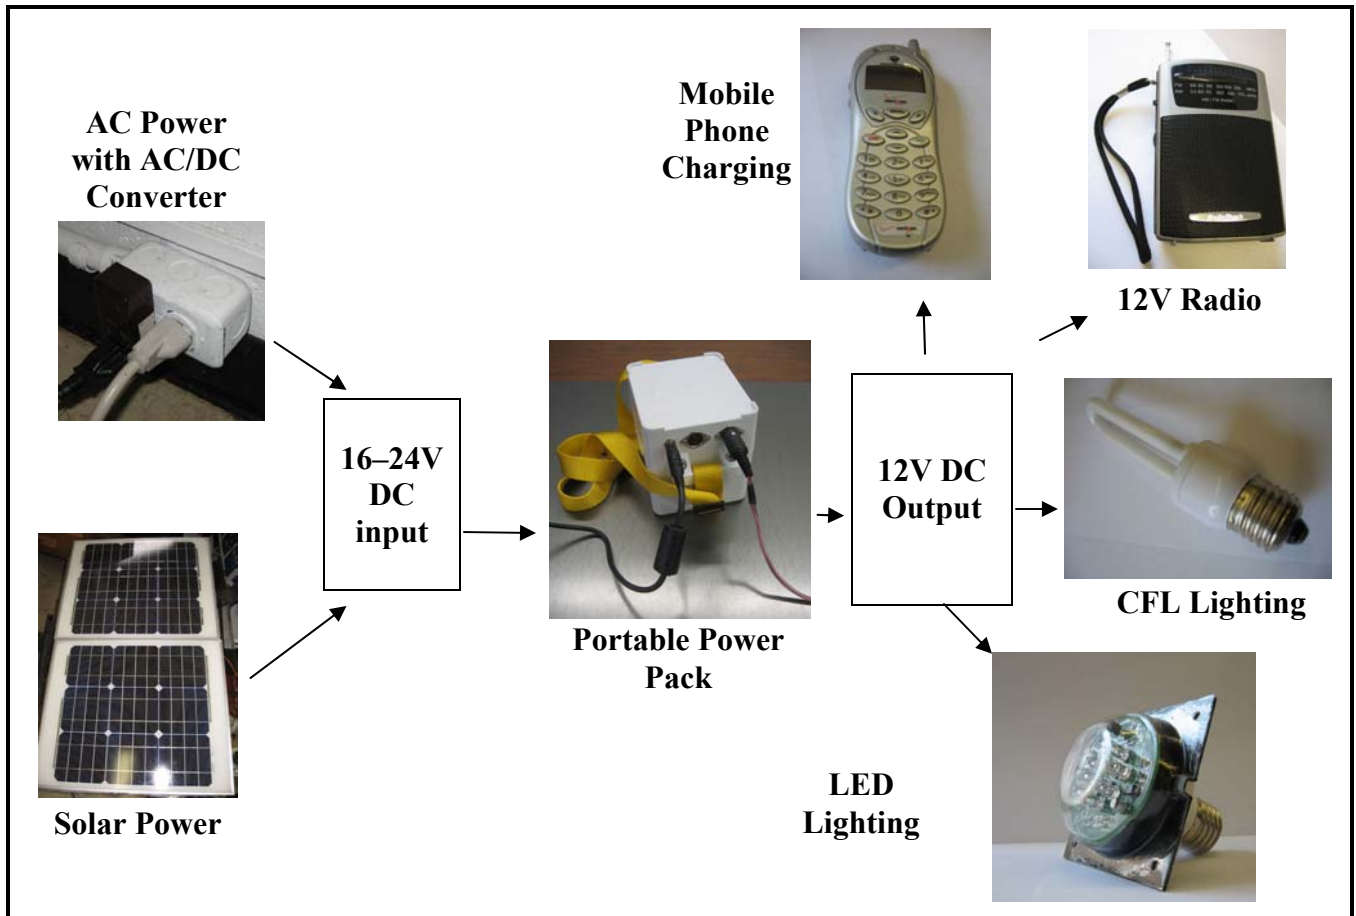 AC Power
with AC/DC
Converter
Solar Power
16–24V
DC
input
Portable Power
Pack
12V DC
Output
Mobile
Phone
Charging
12V Radio
CFL Lighting
LED
Lighting